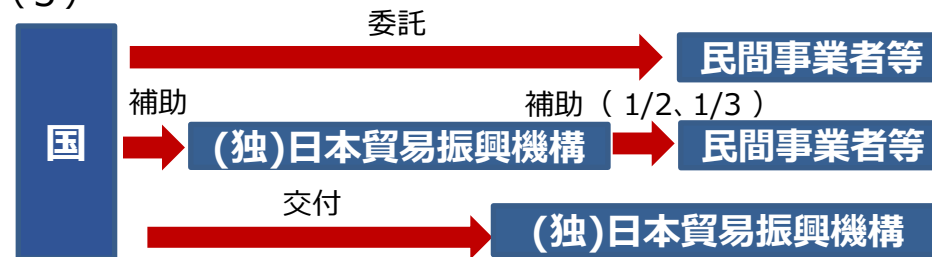 委託
民間事業者等
補助
補助（ 1/2、1/3 ）
国
(独)日本貿易振興機構
民間事業者等
交付
(独)日本貿易振興機構